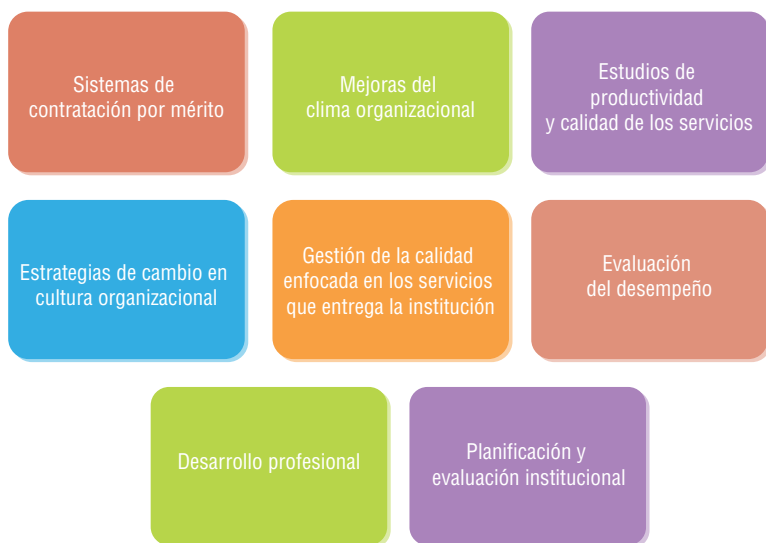 Sistemas de
contratación por mérito
Mejoras del
clima organizacional
Estudios de
productividad
y calidad de los servicios
Estrategias de cambio en
cultura organizacional
Gestión de la calidad
enfocada en los servicios
que entrega la institución
Evaluación
del desempeño
Desarrollo profesional
Planificación y
evaluación institucional